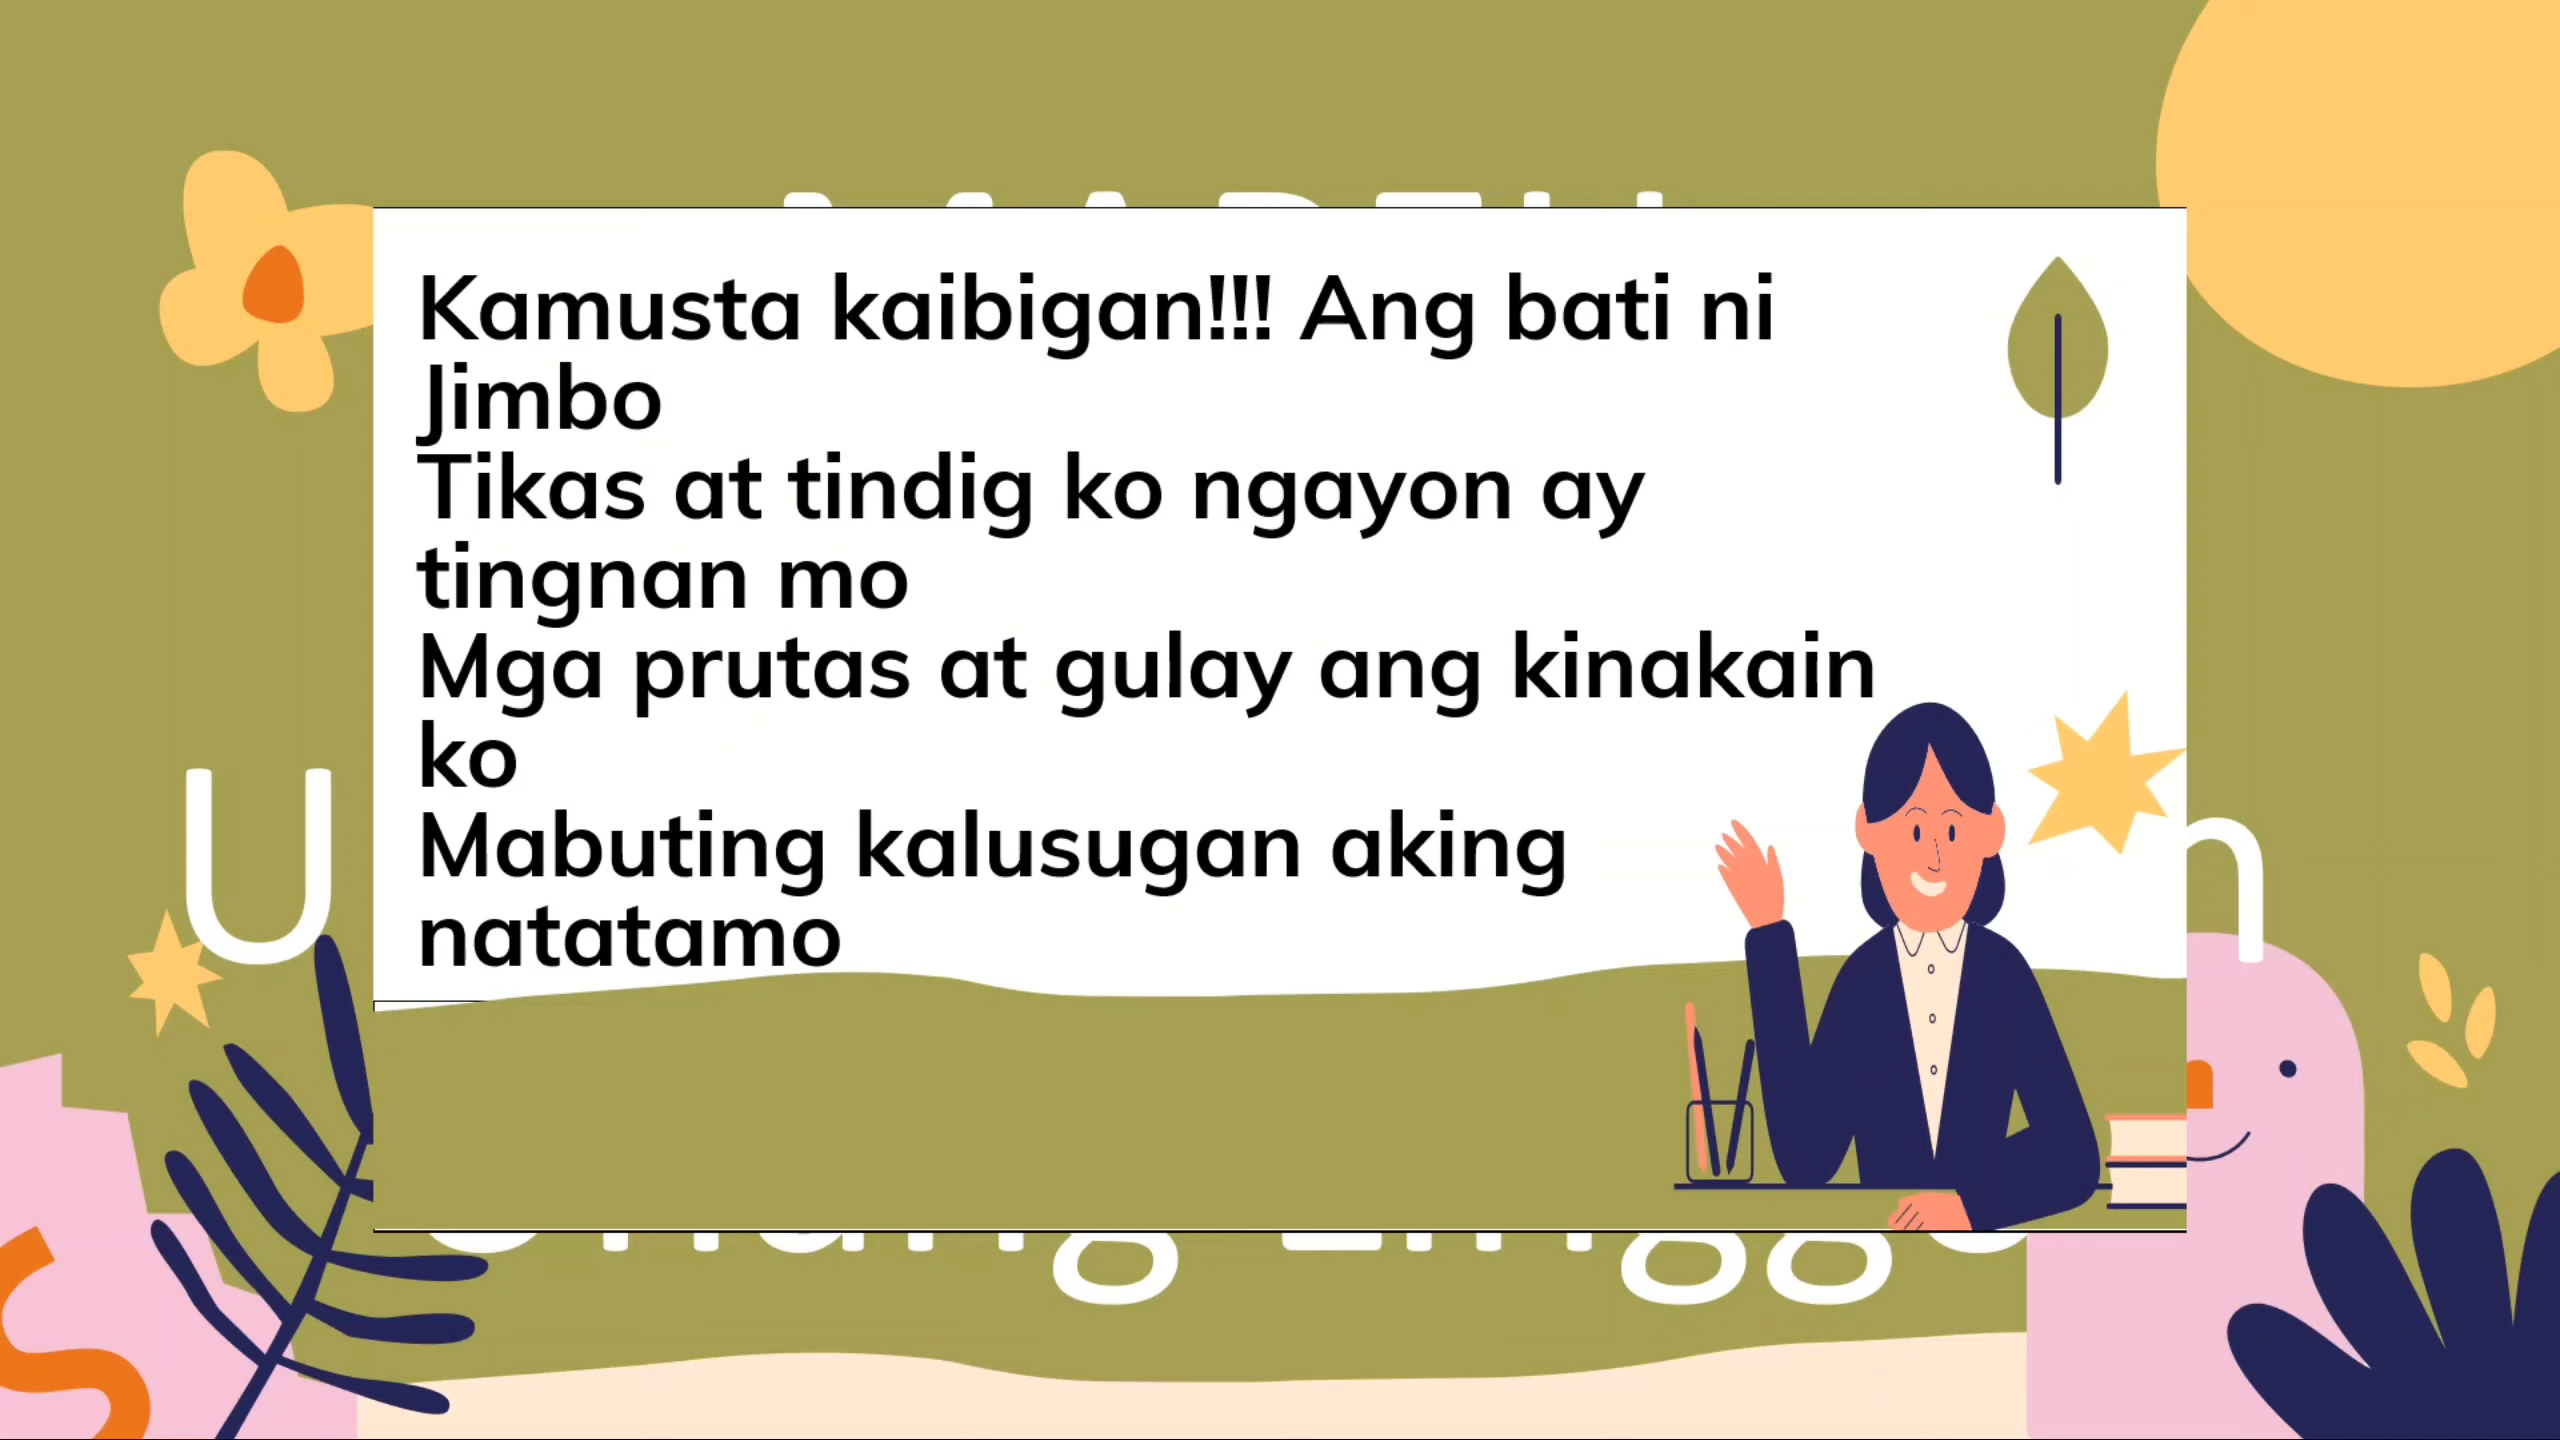 Kamusta kaibigan!!! Ang bati ni
Jimbo
Tikas at tindig ko ngayon ay
tingnan mo
Mga prutas at gulay ang kinakain
ko
Mabuting kalusugan aking
natatamo